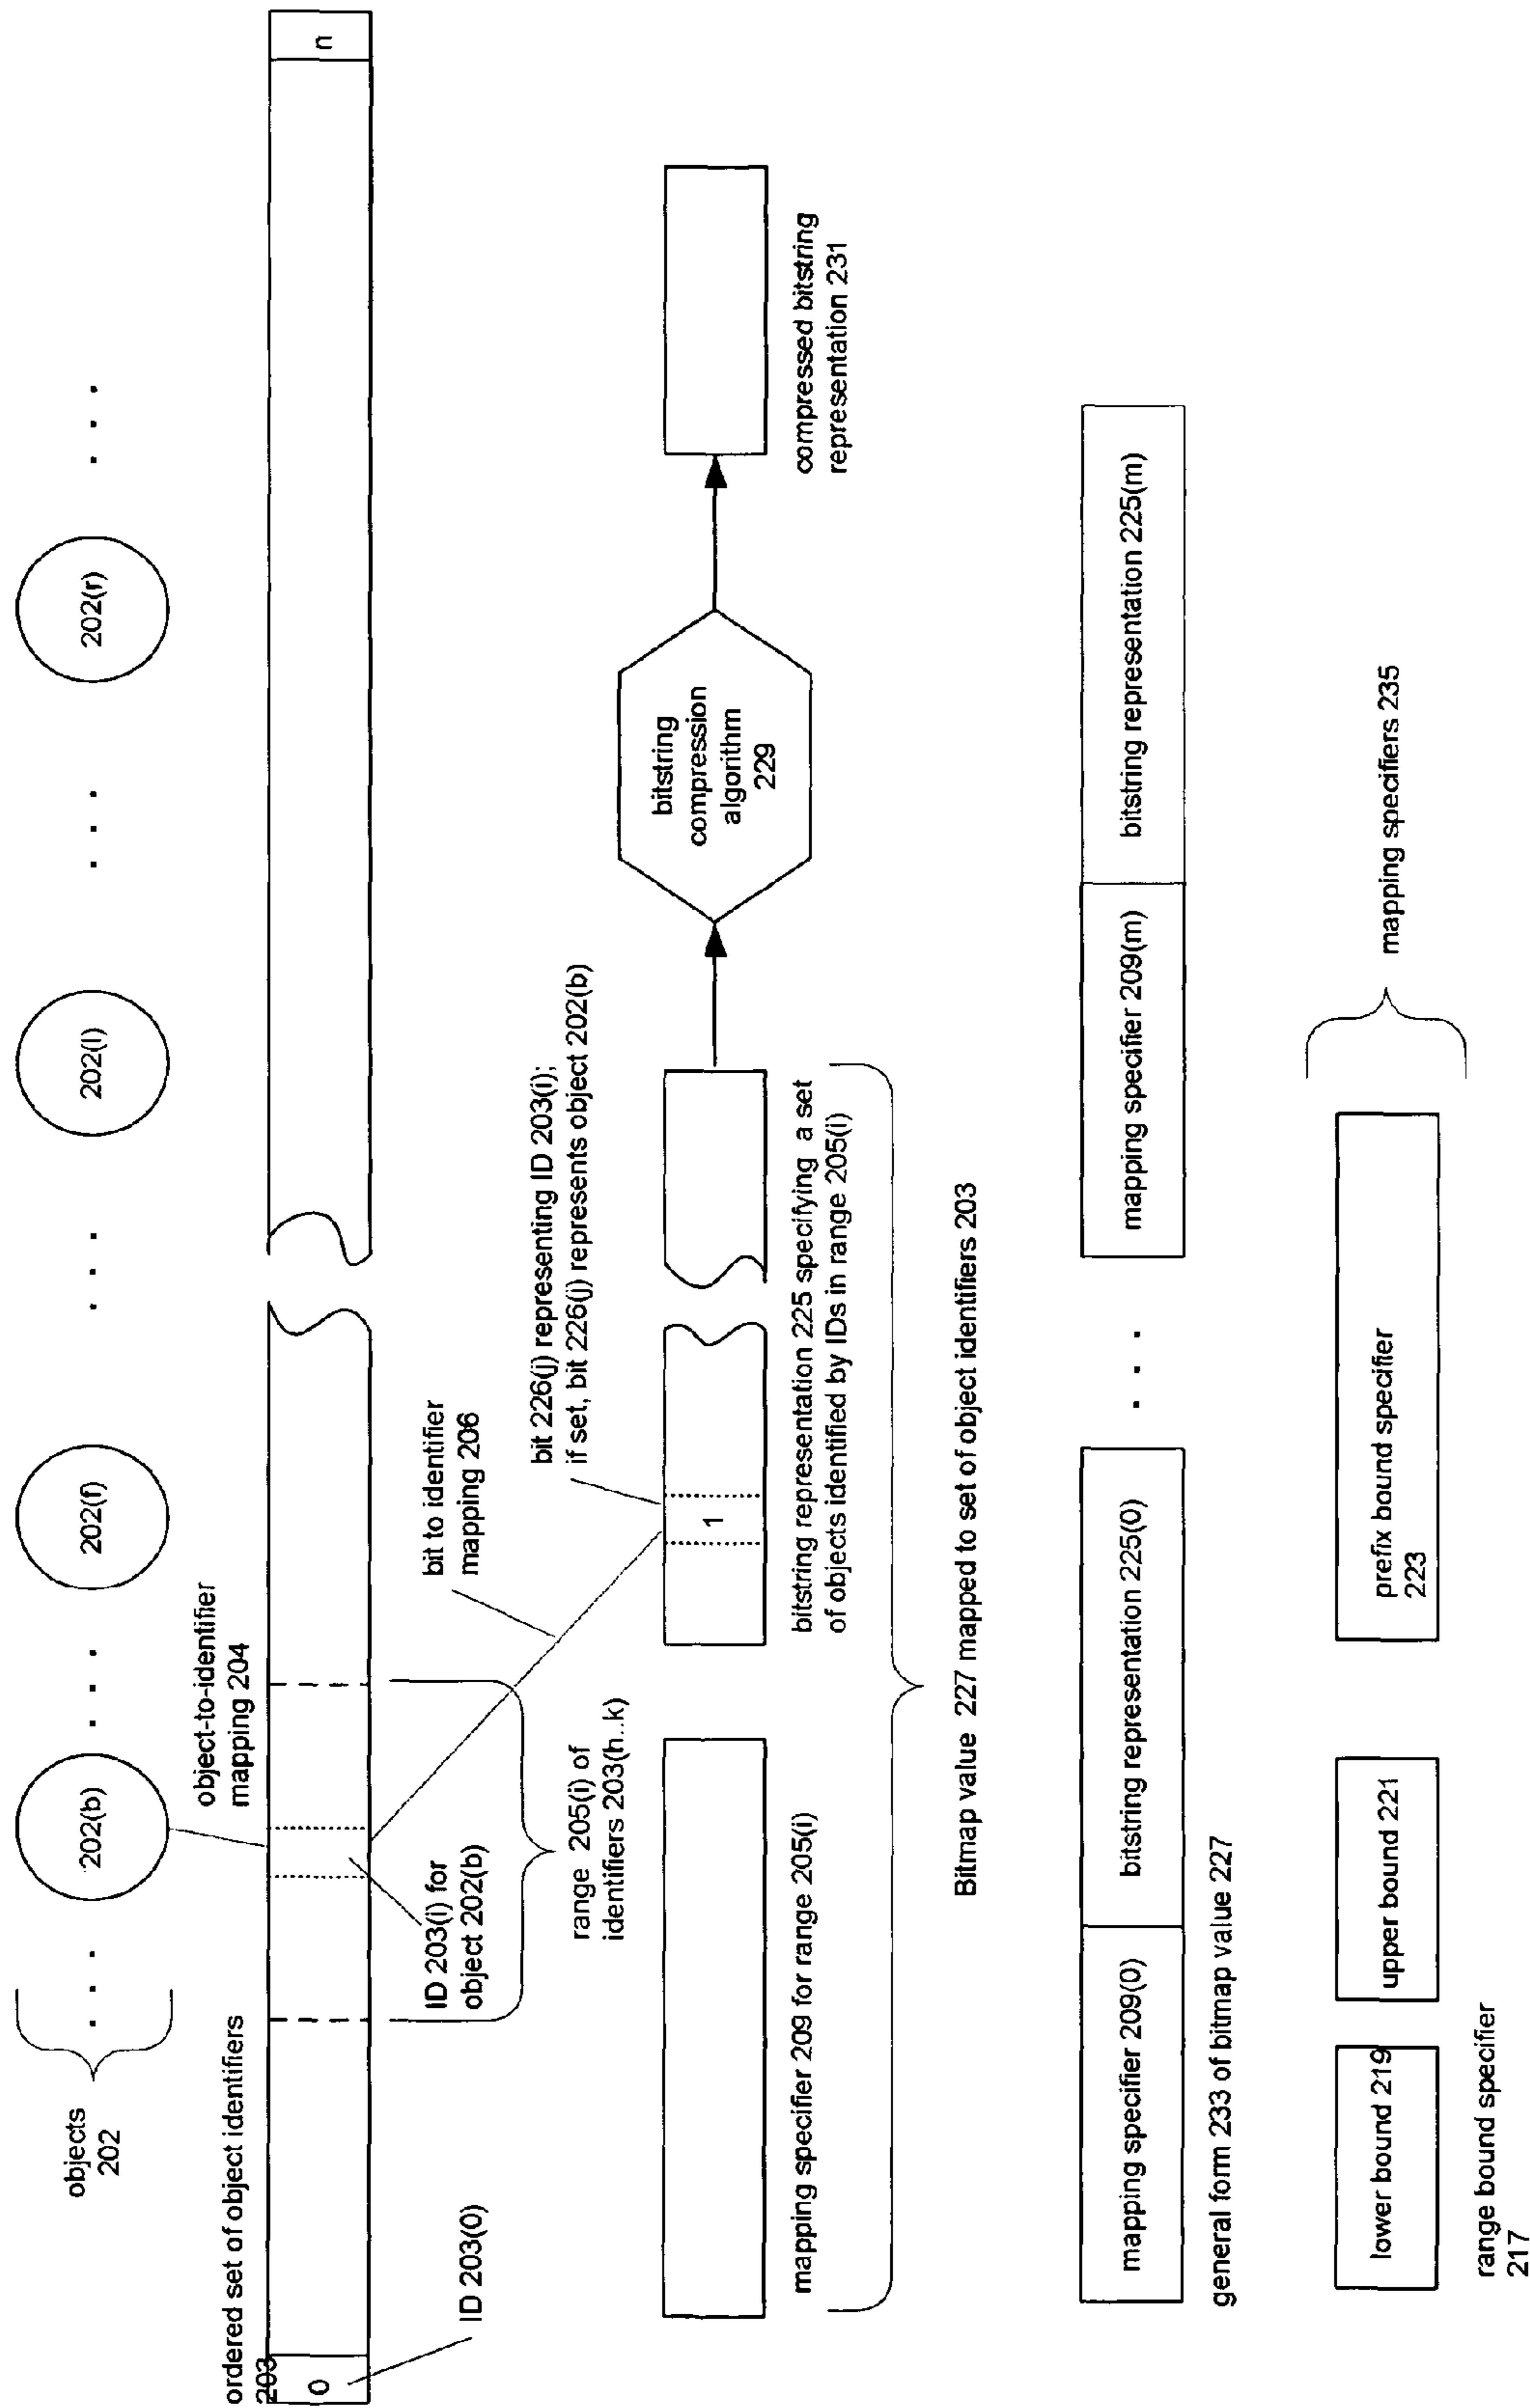 objects
202
. . .
202(b)
. . .
202(f)
. . .
202(l)
. . .
202(r)
. . .
ordered set of object identifiers
203
object-to-identifier
mapping 204
0
n
ID 203(0)
ID 203(i) for
object 202(b)
range 205(i) of
identifiers 203(h..k)
bit to identifier
mapping 206
bit 226(j) representing ID 203(i);
if set, bit 226(j) represents object 202(b)
1
bitstring
compression
algorithm
229
mapping specifier 209 for range 205(i)
bitstring representation 225 specifying a set
of objects identified by IDs in range 205(i)
compressed bitstring
representation 231
Bitmap value 227 mapped to set of object identifiers 203
mapping specifier 209(0)
bitstring representation 225(0)
. . .
mapping specifier 209(m)
bitstring representation 225(m)
general form 233 of bitmap value 227
lower bound 219
upper bound 221
prefix bound specifier
223
mapping specifiers 235
range bound specifier
217